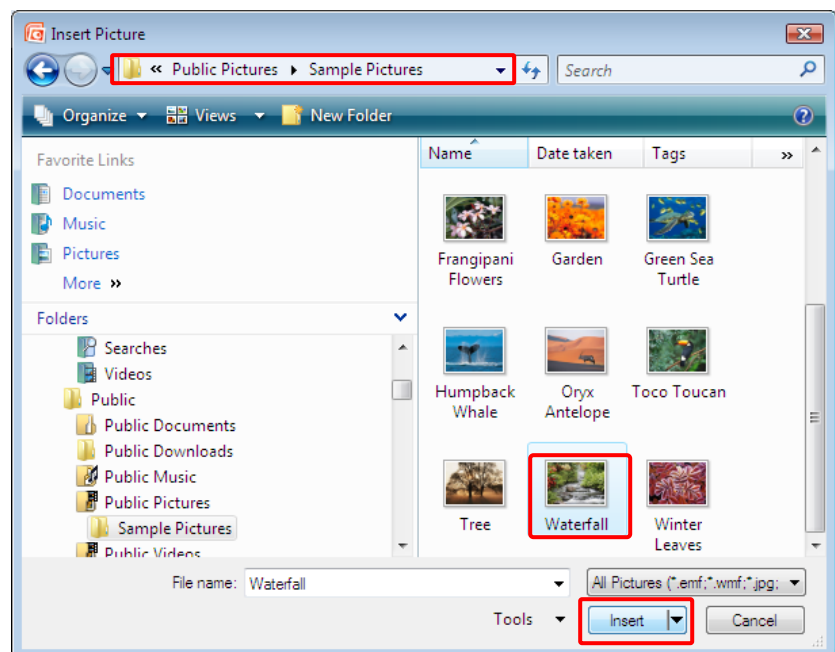 Insert Picture
« Public Pictures Sample Pictures
Search
Organize Views New Folder
Favorite Links
Documents
Music
Pictures
More »
Folders
Searches
Videos
Public
Public Documents
Public Downloads
Public Music
Public Pictures
Sample Pictures
Public Videos
Name Date taken Tags »
Frangipani Flowers
Garden
Green Sea Turtle
Humpback Whale
Oryx Antelope
Toco Toucan
Tree
Waterfall
Winter Leaves
File name: Waterfall
All Pictures (*.emf;*.wmf;*.jpg;
Tools Insert Cancel